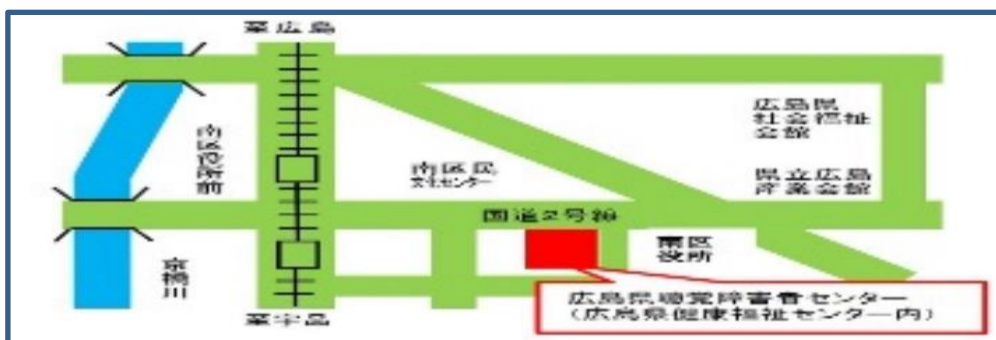 至広島
広島県
社会福祉
会館
南区役所前
南区民
文化センター
県立広島
産業会館
国道2号線
南区
役所
京橋川
広島県聴覚障害者センター
(広島県健康福祉センター内)
至宇品